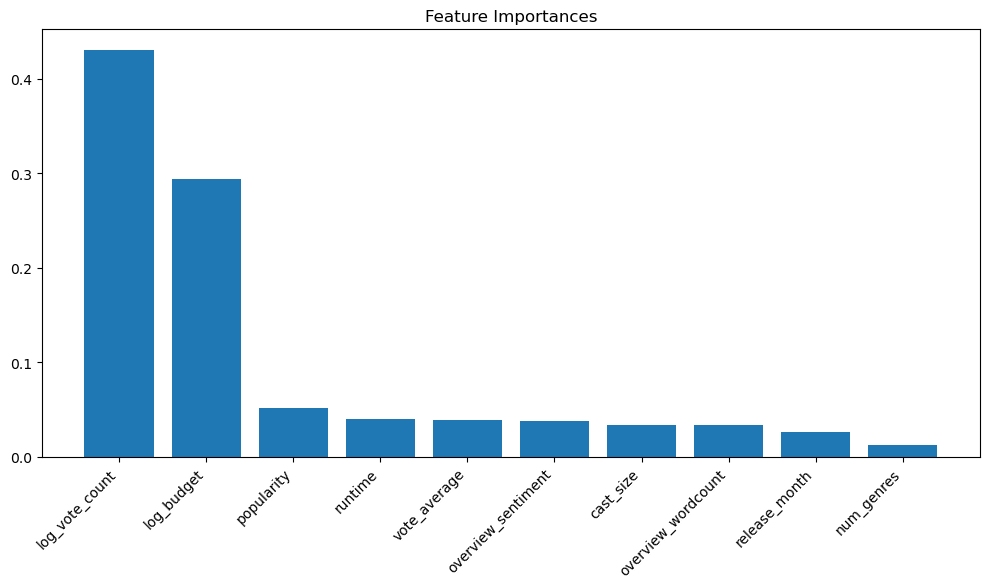 Feature Importances
0.4
0.3
0.2
0.1
0.0
log_vote_count
log_budget
popularity
runtime
vote_average
overview_sentiment
cast_size
overview_wordcount
release_month
num_genres